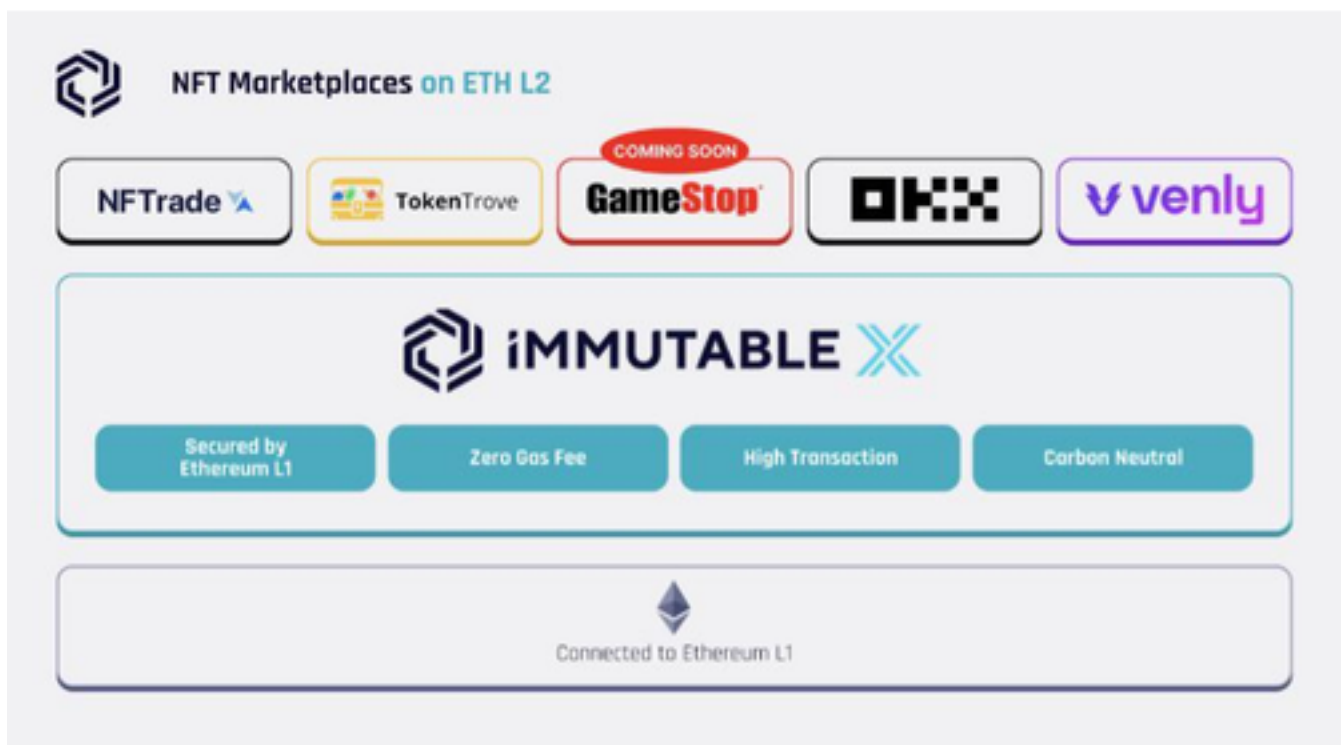 NFT Marketplaces on ETH L2
COMING SOON
NFTrade
TokenTrove
GameStop
OKX
venly
iMMUTABLE X
Secured by
Ethereum L1
Zero Gas Fee
High Transaction
Carbon Neutral
Connected to Ethereum L1